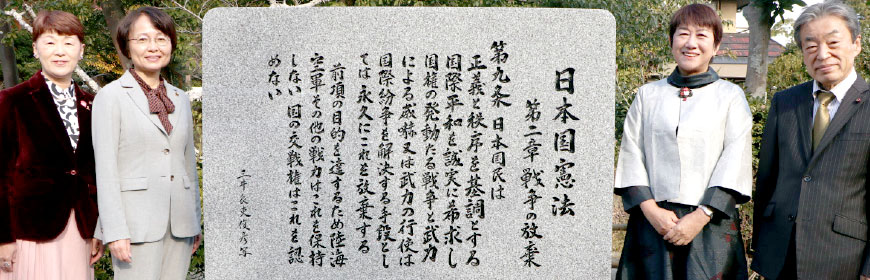 日本国憲法
第二章 戦争の放棄
第九条 日本国民は
正義と秩序を基調とする
国際平和を誠実に希求し
国権の発動たる戦争と武力
による威嚇又は武力の行使は
国際紛争を解決する手段とし
ては 永久にこれを放棄する
前項の目的を達するため陸海
空軍その他の戦力はこれを保持
しない 国の交戦権はこれを認
めない